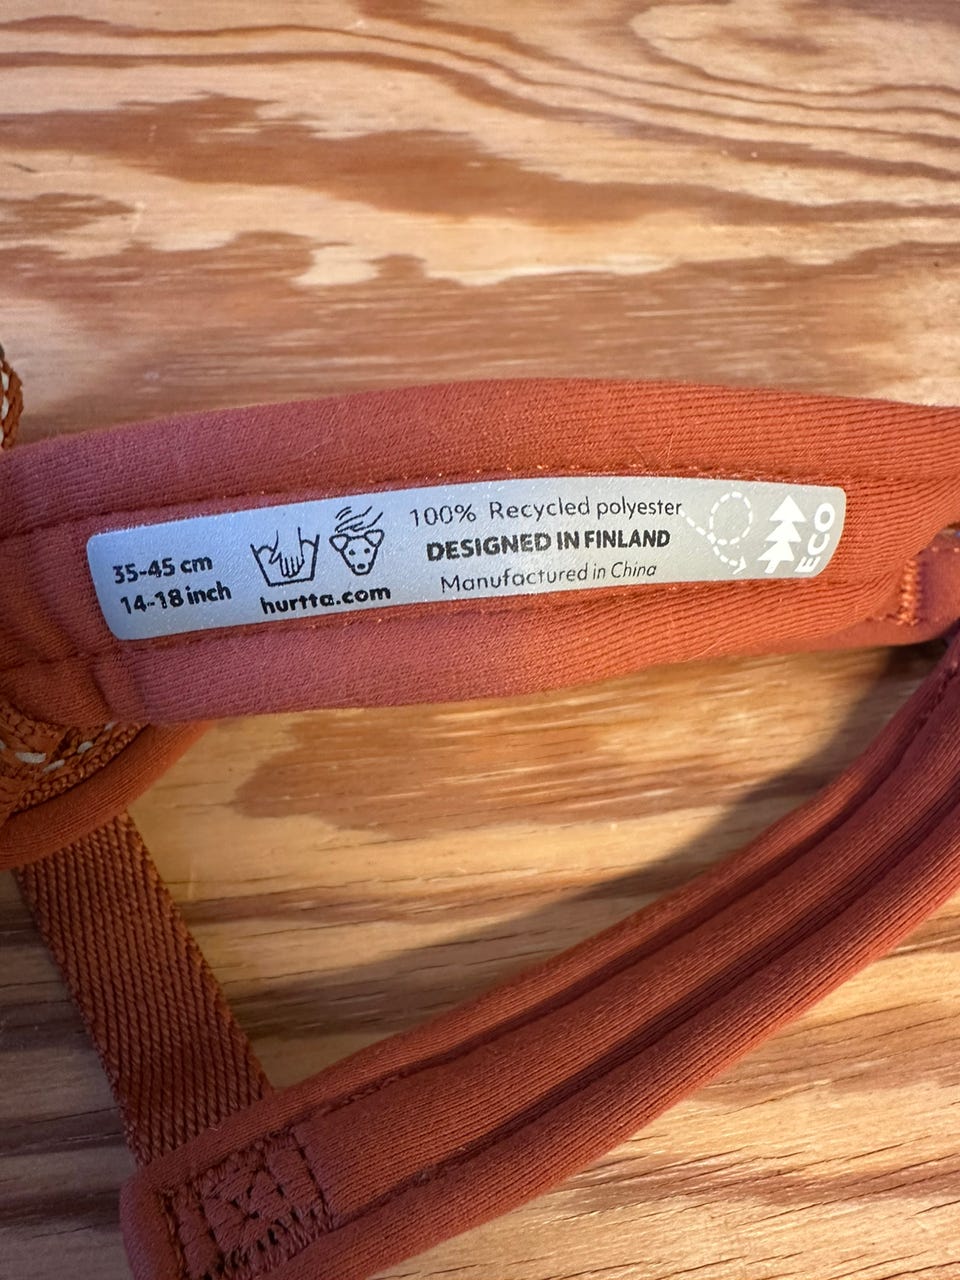 35-45 cm
14-18 inch
hurtta.com
100% Recycled polyester
DESIGNED IN FINLAND
Manufactured in China
ECO